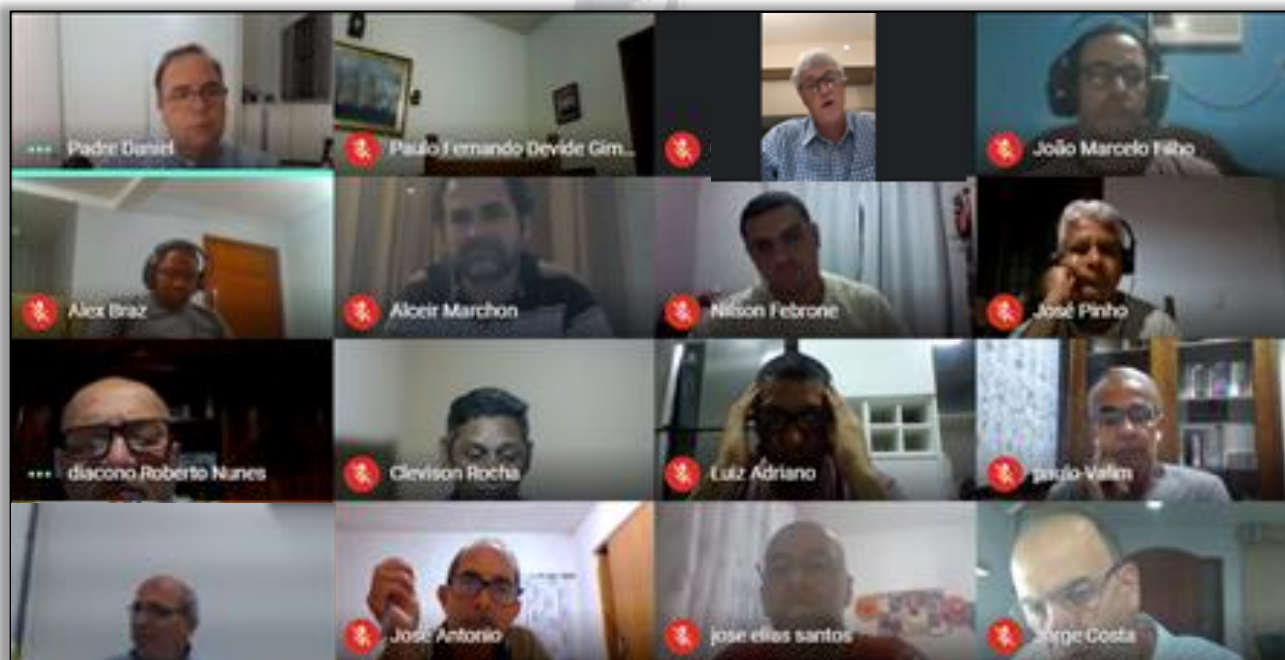 Padre Daniel
Paulo Fernando Devide Gim...
João Marcelo Filho
Alex Braz
Alceir Marchon
Nilson Febrone
José Pinho
diacono Roberto Nunes
Clevison Rocha
Luiz Adriano
paulo Valim
José Antonio
jose elias santos
Jorge Costa